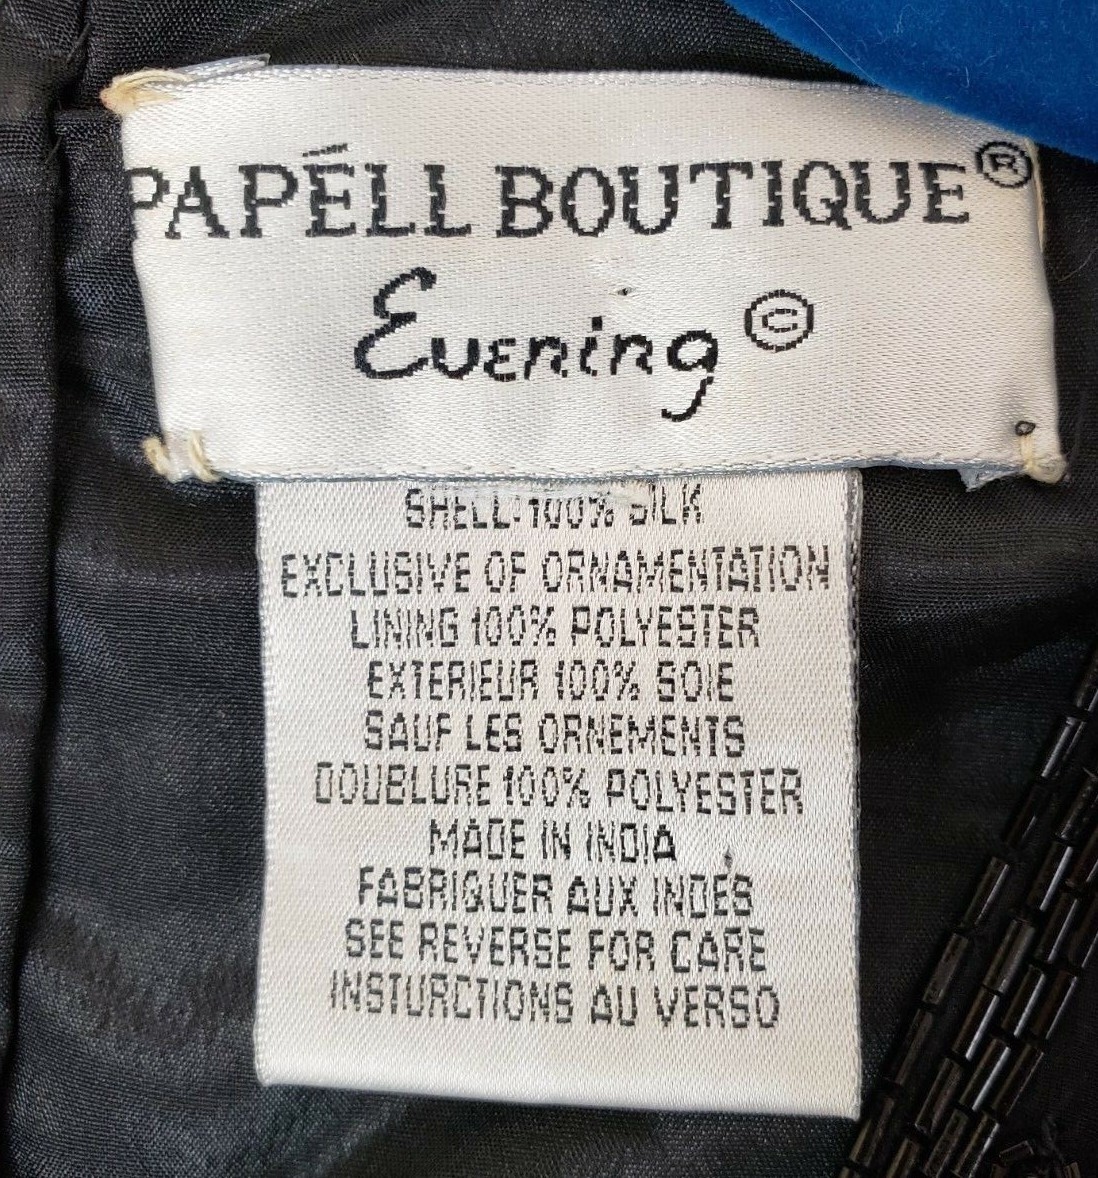 PAPÉLL BOUTIQUE®
Evening ©
SHELL: 100% SILK
EXCLUSIVE OF ORNAMENTATION
LINING 100% POLYESTER
EXTERIEUR 100% SOIE
SAUF LES ORNEMENTS
DOUBLURE 100% POLYESTER
MADE IN INDIA
FABRIQUER AUX INDES
SEE REVERSE FOR CARE
INSTURCTIONS AU VERSO